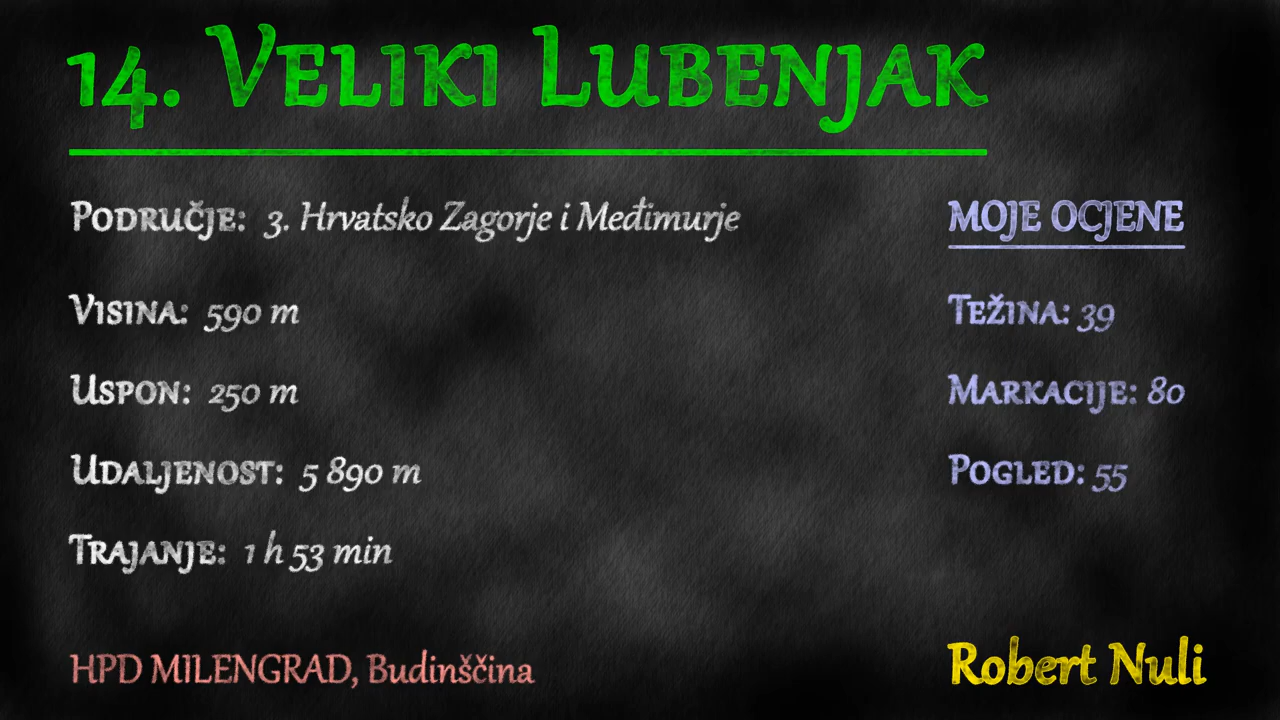 14. Veliki Lubenjak
Područje: 3. Hrvatsko Zagorje i Međimurje
Visina: 590 m
Uspon: 250 m
Udaljenost: 5 890 m
Trajanje: 1 h 53 min
MOJE OCJENE
Težina: 39
Markacije: 80
Pogled: 55
HPD MILENGRAD, Budinščina
Robert Nuli